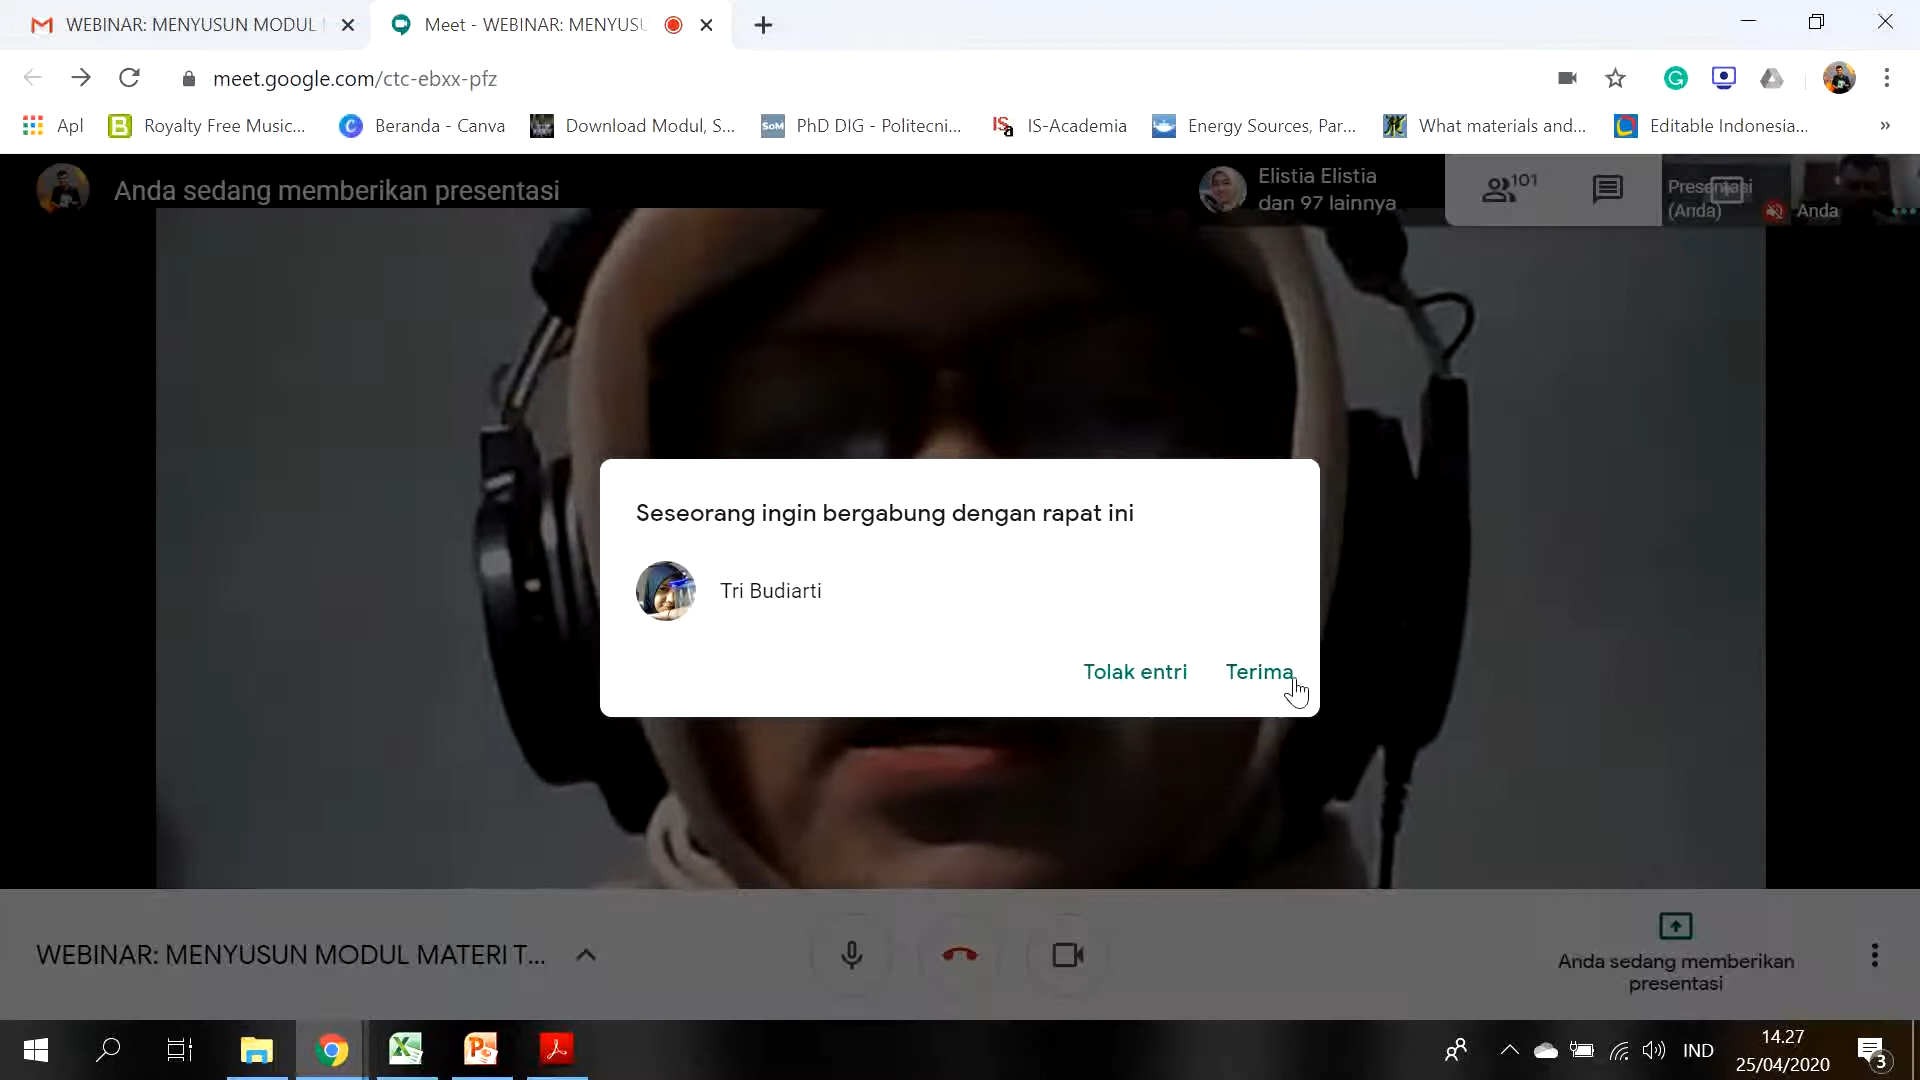 WEBINAR: MENYUSUN MODUL
Meet - WEBINAR: MENYUSU
meet.google.com/ctc-ebxx-pfz
Apl
Royalty Free Music...
Beranda - Canva
Download Modul, S...
SoM
PhD DIG - Politecni...
IS-Academia
Energy Sources, Par...
What materials and...
Editable Indonesia...
»
Anda sedang memberikan presentasi
Elistia Elistia
dan 97 lainnya
101
Presentasi
(Anda)
Anda
Seseorang ingin bergabung dengan rapat ini
Tri Budiarti
Tolak entri
Terima
WEBINAR: MENYUSUN MODUL MATERI T...
Anda sedang memberikan
presentasi
IND
14.27
25/04/2020
3